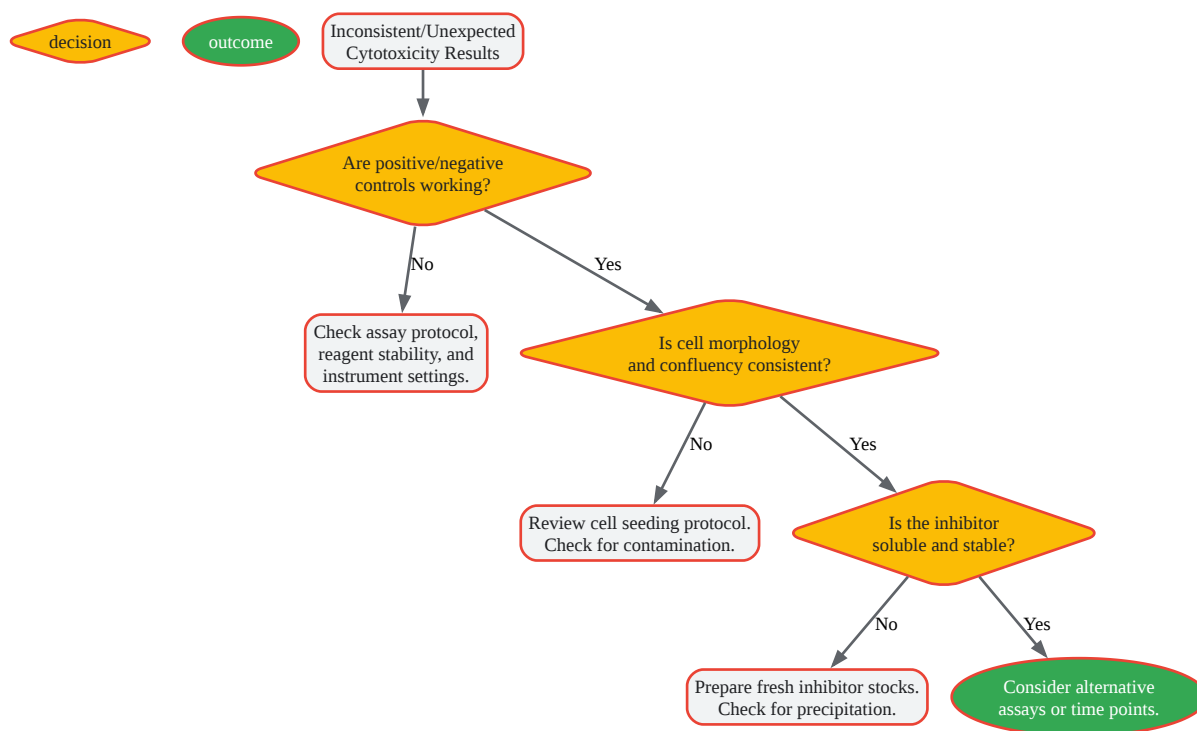 decision
outcome
Inconsistent/Unexpected
Cytotoxicity Results
Are positive/negative
controls working?
No
Yes
Check assay protocol,
reagent stability, and
instrument settings.
Is cell morphology
and confluency consistent?
No
Yes
Review cell seeding protocol.
Check for contamination.
Is the inhibitor
soluble and stable?
No
Yes
Prepare fresh inhibitor stocks.
Check for precipitation.
Consider alternative
assays or time points.